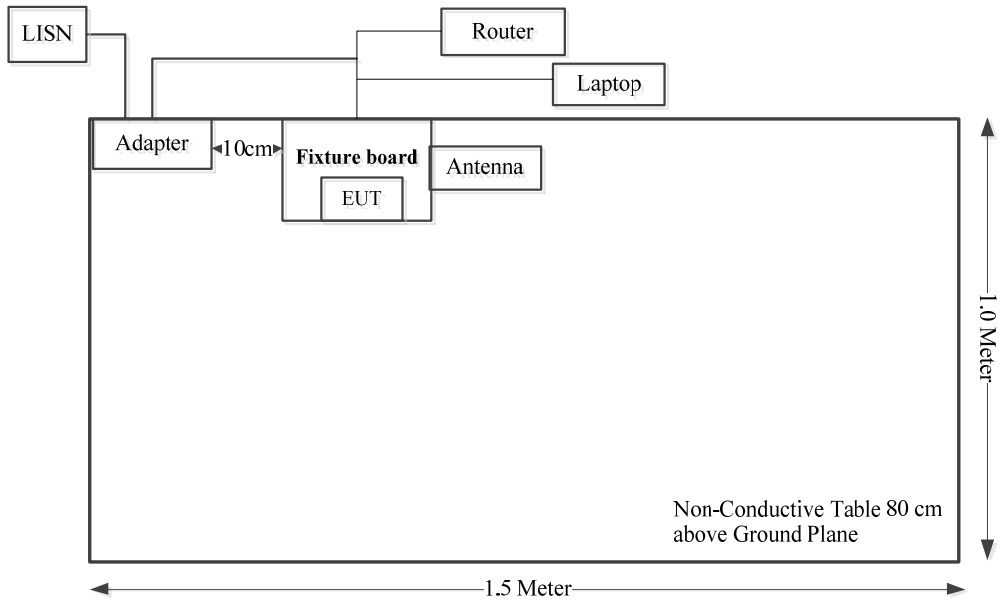 LISN
Router
Laptop
Adapter
10cm
Fixture board
Antenna
EUT
1.0 Meter
Non-Conductive Table 80 cm
above Ground Plane
1.5 Meter